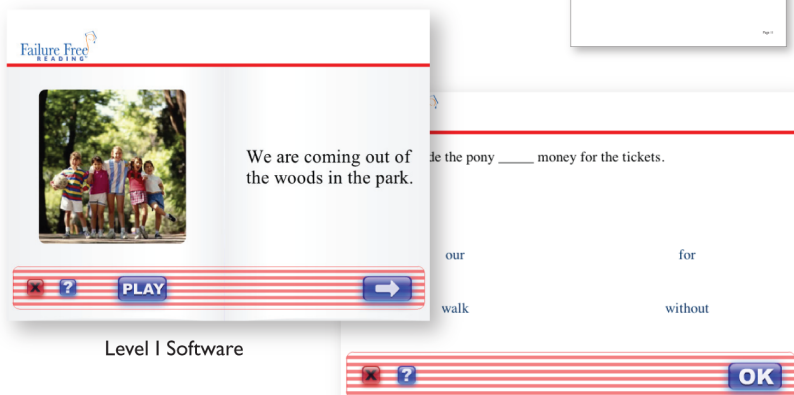 Page 5
Failure Free
READING
We are coming out of
the woods in the park.
PLAY
?
Level I Software
de the pony _____ money for the tickets.
our for
walk without
?
OK